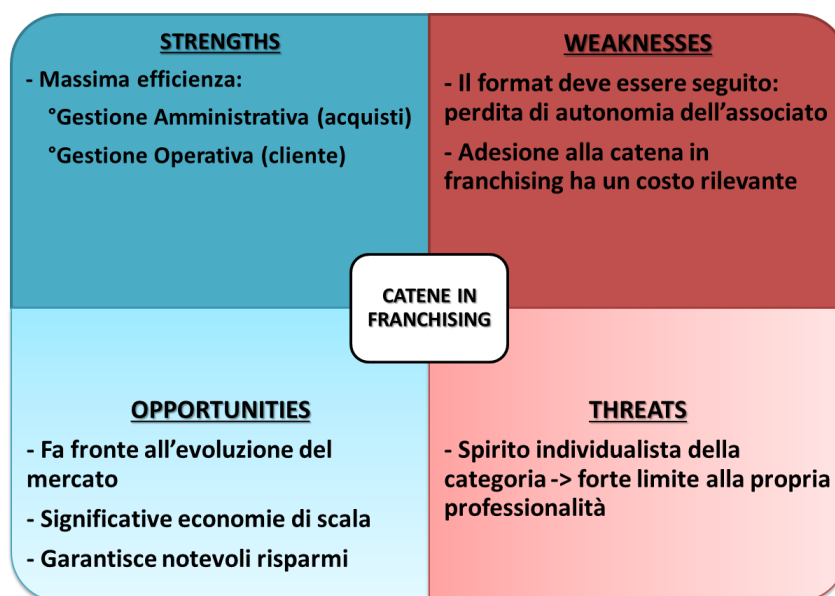 STRENGTHS
- Massima efficienza:
°Gestione Amministrativa (acquisti)
°Gestione Operativa (cliente)
WEAKNESSES
- Il format deve essere seguito:
perdita di autonomia dell'associato
- Adesione alla catena in
franchising ha un costo rilevante
CATENE IN
FRANCHISING
OPPORTUNITIES
- Fa fronte all'evoluzione del
mercato
- Significative economie di scala
- Garantisce notevoli risparmi
THREATS
- Spirito individualista della
categoria -> forte limite alla propria
professionalità